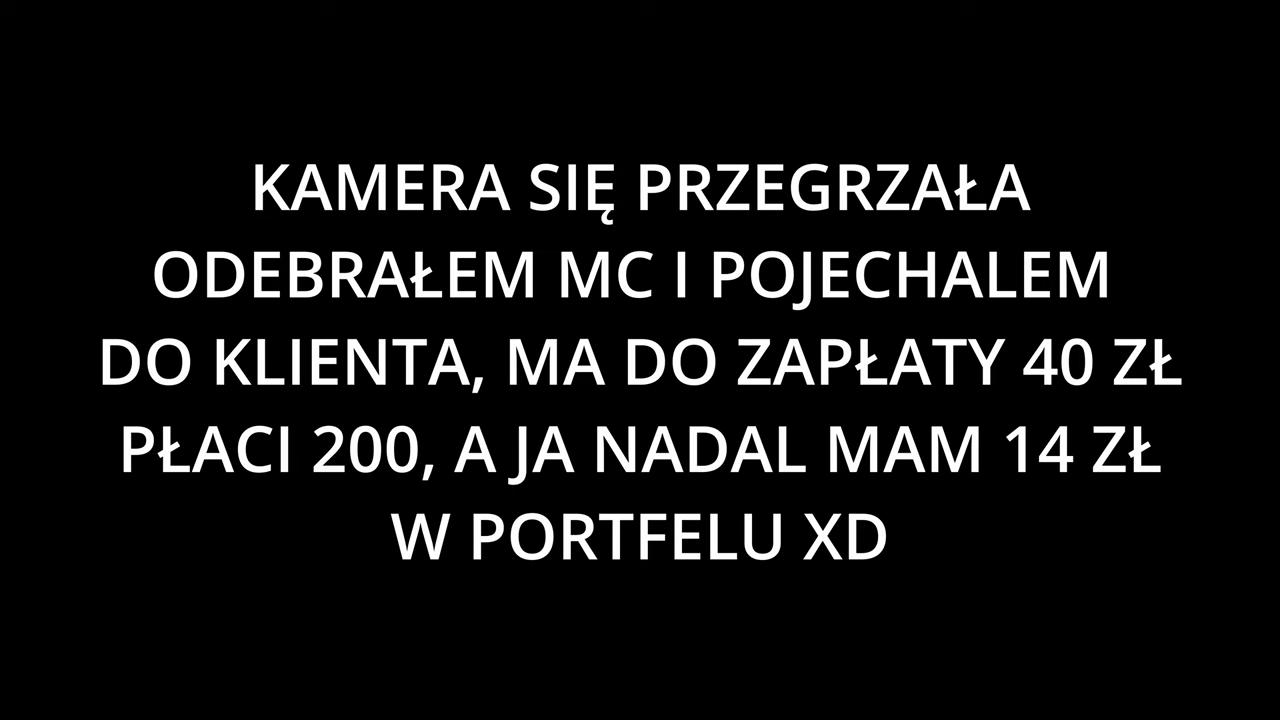 KAMERA SIĘ PRZEGRZAŁA
ODEBRAŁEM MC I POJECHALEM
DO KLIENTA, MA DO ZAPŁATY 40 ZŁ
PŁACI 200, A JA NADAL MAM 14 ZŁ
W PORTFELU XD